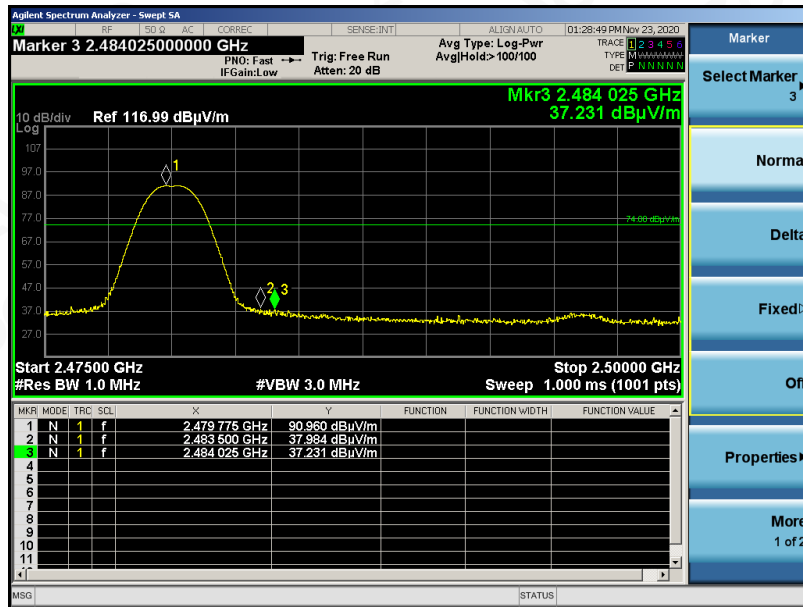 Agilent Spectrum Analyzer - Swept SA
LXI RF 50 Ω AC CORREC SENSE:INT ALIGN AUTO 01:28:49 PM Nov 23, 2020
Marker 3 2.484025000000 GHz
PNO: Fast
IFGain:Low
Trig: Free Run
Atten: 20 dB
Avg Type: Log-Pwr
Avg|Hold:>100/100
TRACE 1 2 3 4 5 6
TYPE M
DET P N N N N N
Mkr3 2.484 025 GHz
37.231 dBµV/m
10 dB/div Ref 116.99 dBµV/m
Log
107
97.0
87.0
77.0
67.0
57.0
47.0
37.0
27.0
1
2 3
74.00 dBµV/m
Start 2.47500 GHz Stop 2.50000 GHz
#Res BW 1.0 MHz #VBW 3.0 MHz Sweep 1.000 ms (1001 pts)
MKR MODE TRC SCL X Y FUNCTION FUNCTION WIDTH FUNCTION VALUE
1 N 1 f 2.479 775 GHz 90.960 dBµV/m
2 N 1 f 2.483 500 GHz 37.984 dBµV/m
3 N 1 f 2.484 025 GHz 37.231 dBµV/m
4
5
6
7
8
9
10
11
MSG STATUS
Marker
Select Marker
3
Norma
Delta
Fixed
Off
Properties
More
1 of 2